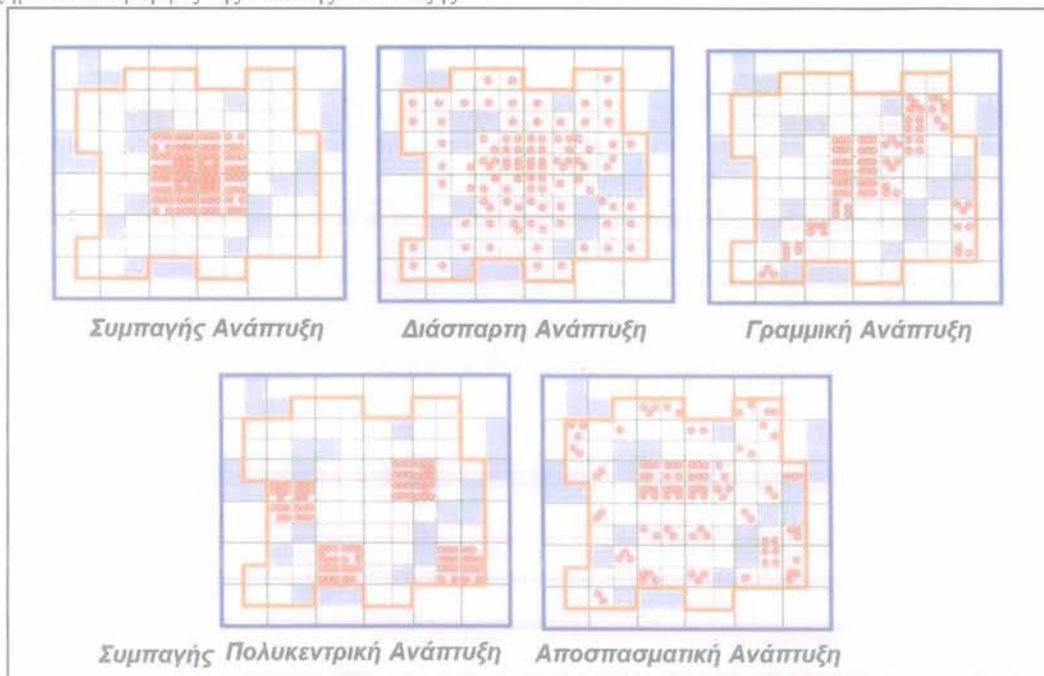 Συμπαγής Ανάπτυξη
Διάσπαρτη Ανάπτυξη
Γραμμική Ανάπτυξη
Συμπαγής Πολυκεντρική Ανάπτυξη
Αποσπασματική Ανάπτυξη